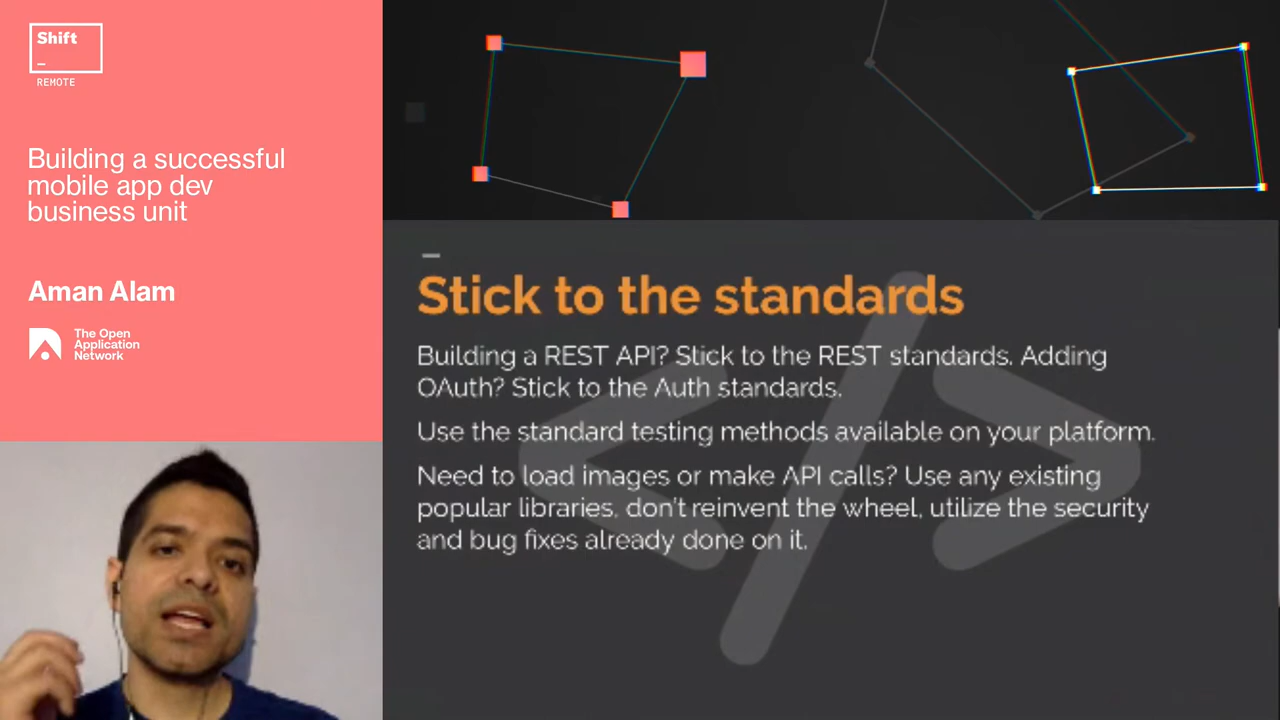 Shift
_
REMOTE
Building a successful
mobile app dev
business unit
Aman Alam
The Open
Application
Network
Stick to the standards
Building a REST API? Stick to the REST standards. Adding
OAuth? Stick to the Auth standards.
Use the standard testing methods available on your platform.
Need to load images or make API calls? Use any existing
popular libraries, don't reinvent the wheel, utilize the security
and bug fixes already done on it.